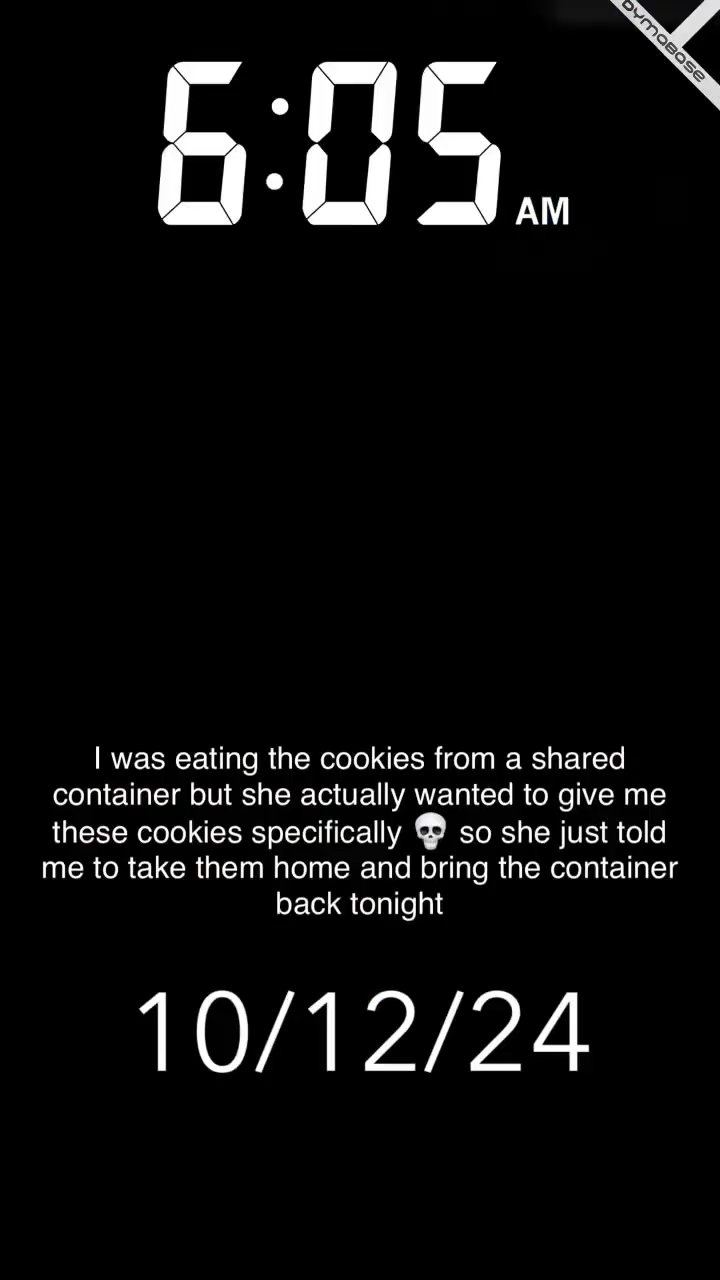 DYMOBOSE
6:05 AM
I was eating the cookies from a shared
container but she actually wanted to give me
these cookies specifically 💀 so she just told
me to take them home and bring the container
back tonight
10/12/24